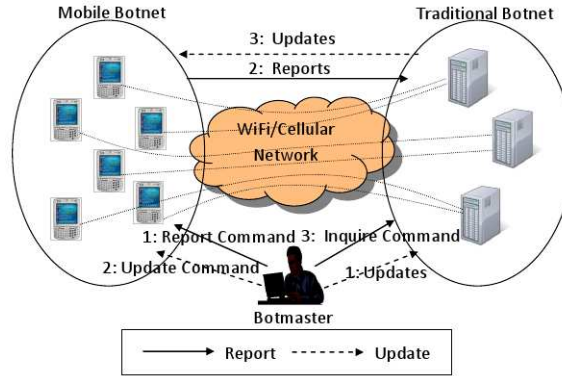 Mobile Botnet
Traditional Botnet
3: Updates
2: Reports
WiFi/Cellular
Network
1: Report Command
3: Inquire Command
2: Update Command
1: Updates
Botmaster
Report
Update